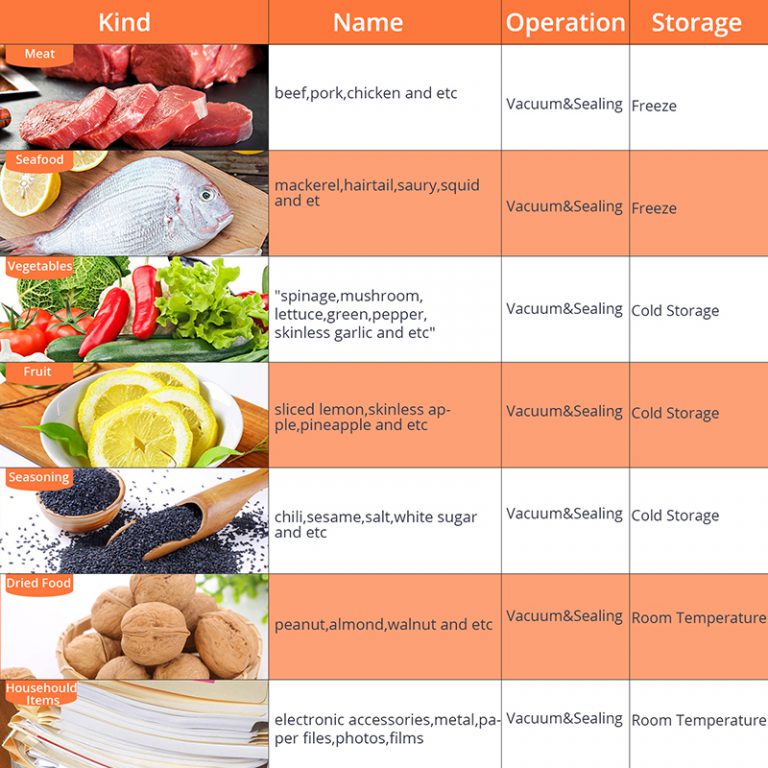 Kind Name Operation Storage
Meat
beef,pork,chicken and etc
Vacuum&Sealing
Freeze
Seafood
mackerel,hairtail,saury,squid
and et
Vacuum&Sealing
Freeze
Vegetables
"spinage,mushroom,
lettuce,green,pepper,
skinless garlic and etc"
Vacuum&Sealing
Cold Storage
Fruit
sliced lemon,skinless ap-
ple,pineapple and etc
Vacuum&Sealing
Cold Storage
Seasoning
chili,sesame,salt,white sugar
and etc
Vacuum&Sealing
Cold Storage
Dried Food
peanut,almond,walnut and etc
Vacuum&Sealing
Room Temperature
Househould
Items
electronic accessories,metal,pa-
per files,photos,films
Vacuum&Sealing
Room Temperature